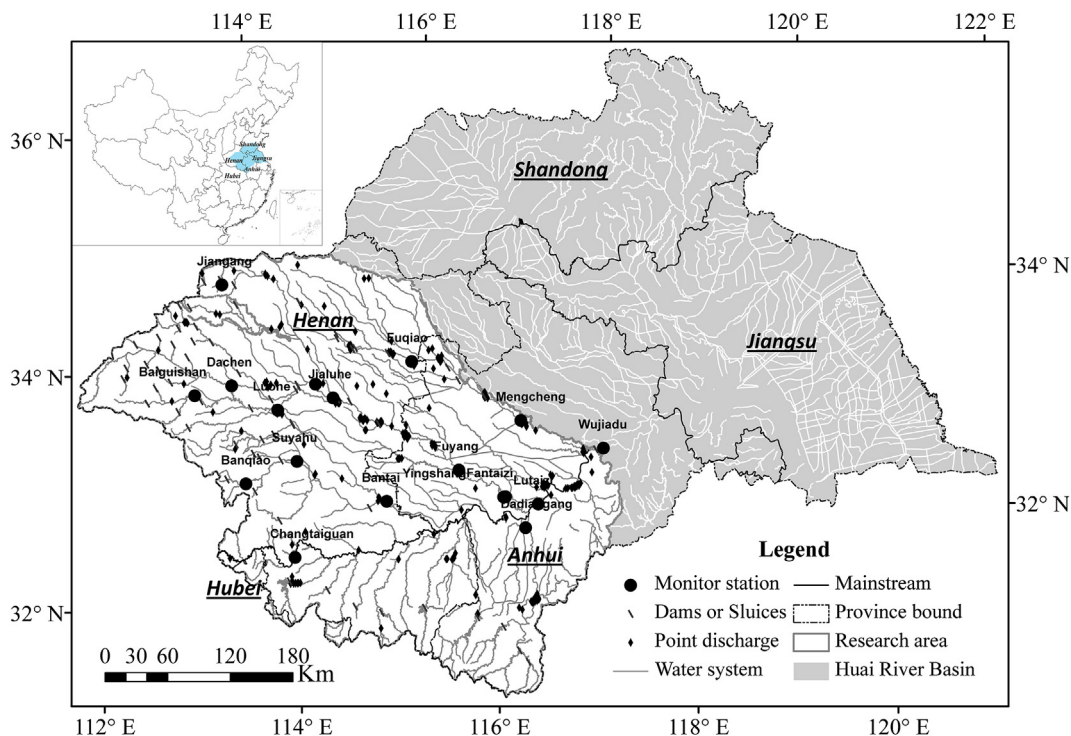 114° E 116° E 118° E 120° E 122° E
36° N
Shandong
Henan
Jiangsu
Anhui
Hubei
Shandong
34° N
Jiangang
Henan
Fuqiao
Jiangsu
34° N
Dachen
Baiguishan
Jialuhe
Luohe
Mengcheng
Wujiadu
Suyahu
Fuyang
Banqiao
Yingshang
Fantaizi
Bantai
Lutaizi
32° N
Changtaiguan
Anhui
Hubei
32° N
Legend
Monitor station
Mainstream
Dams or Sluices
Province bound
Point discharge
Research area
Water system
Huai River Basin
0 30 60 120 180
Km
112° E 114° E 116° E 118° E 120° E